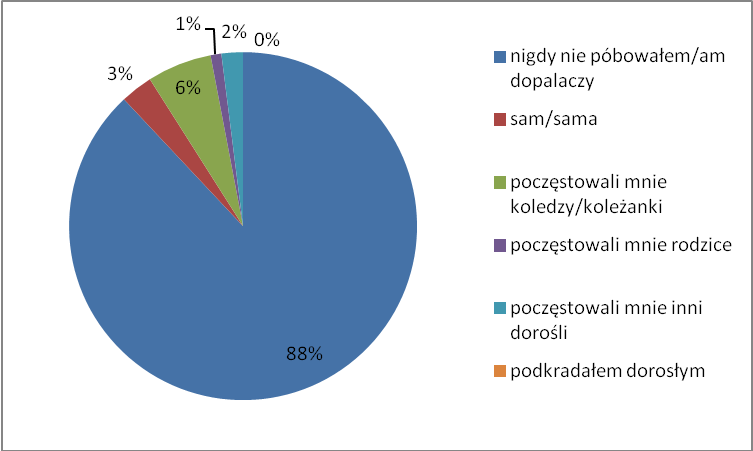 1%
2%
0%
3%
6%
88%
nigdy nie póbowałem/am
dopalaczy
sam/sama
poczęstowali mnie
koledzy/koleżanki
poczęstowali mnie rodzice
poczęstowali mnie inni
dorośli
podkradałem dorosłym